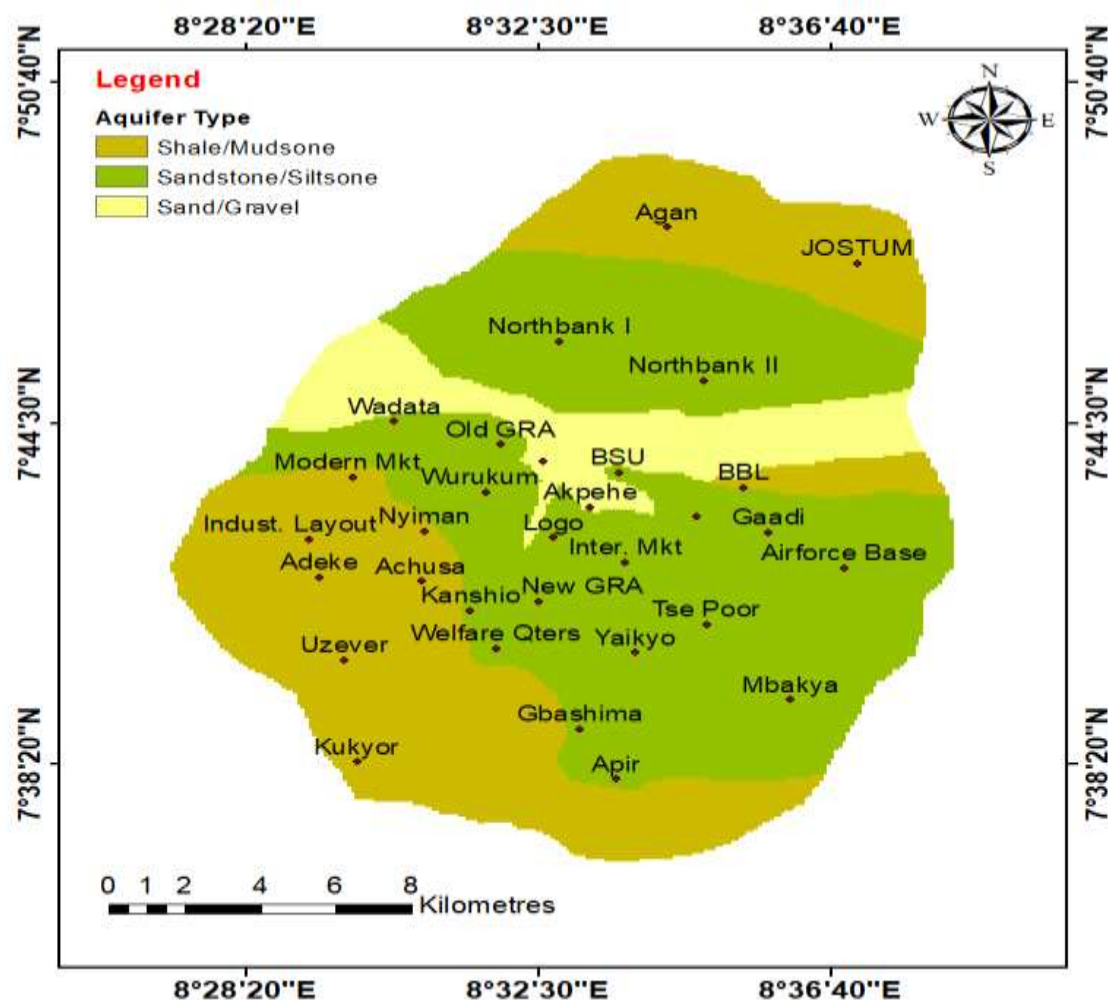 8°28'20"E 8°32'30"E 8°36'40"E
7°50'40"N 7°50'40"N
Legend
Aquifer Type
Shale/Mudsone
Sandstone/Siltsone
Sand/Gravel
N
W E
S
Agan
JOSTUM
Northbank I
Northbank II
7°44'30"N 7°44'30"N
Wadata
Old GRA
Modern Mkt
Wurukum
BSU
BBL
Akpehe
Indust. Layout
Nyiman
Logo
Gaadi
Inter. Mkt
Airforce Base
Adeke
Achusa
Kanshio
New GRA
Tse Poor
Welfare Qters
Yaikyo
Uzever
Mbakya
Gbashima
Kukyor
Apir
7°38'20"N 7°38'20"N
0 1 2 4 6 8
Kilometres
8°28'20"E 8°32'30"E 8°36'40"E